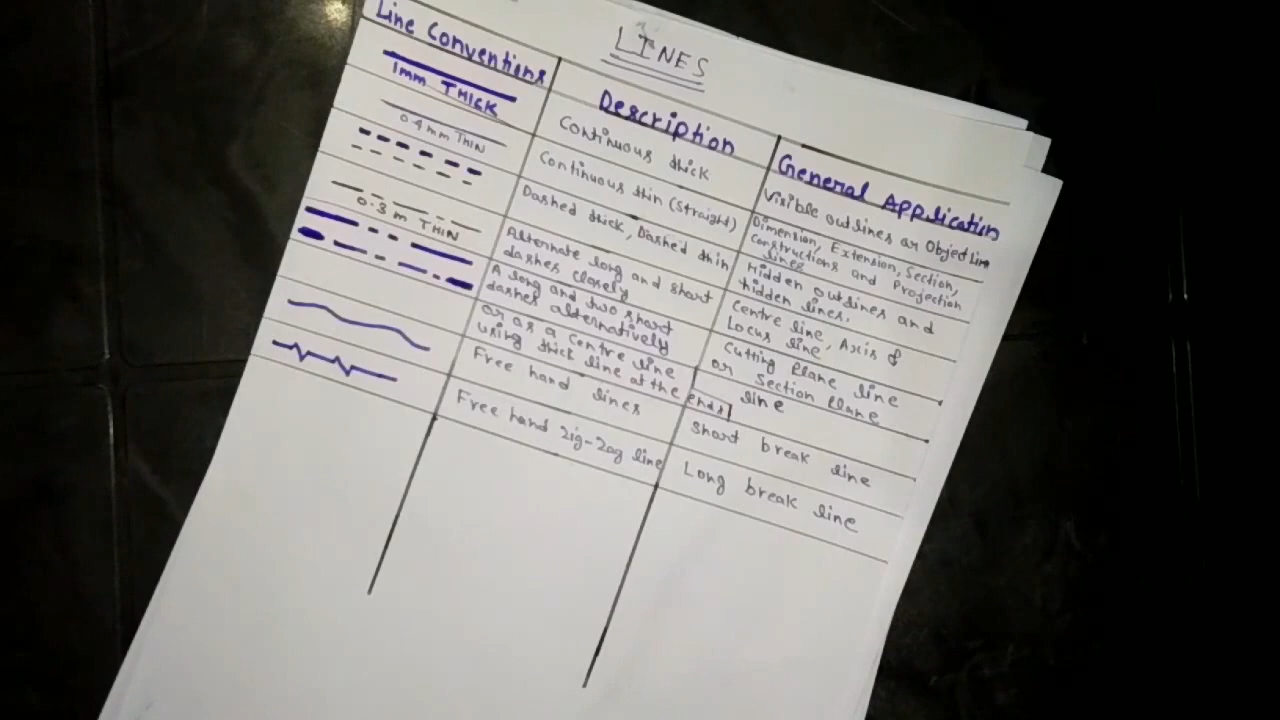 LINES
Line Conventions
Description
General Application
1mm THICK
Continuous thick
Visible outlines or Object Line
0.4 mm THIN
Continuous thin (Straight)
Dimension, Extension, Section,
Constructions and Projection
lines
Dashed thick, Dashed thin
Hidden outlines and
hidden lines.
0.3 m THIN
Alternate long and short
dashes closely
Centre line, Axis of
Locus line
A long and two short
dashes alternatively
or as a centre line
using thick line at the ends
Cutting plane line
or Section Plane
line
Free hand lines
Short break line
Free hand zig-zag line
Long break line